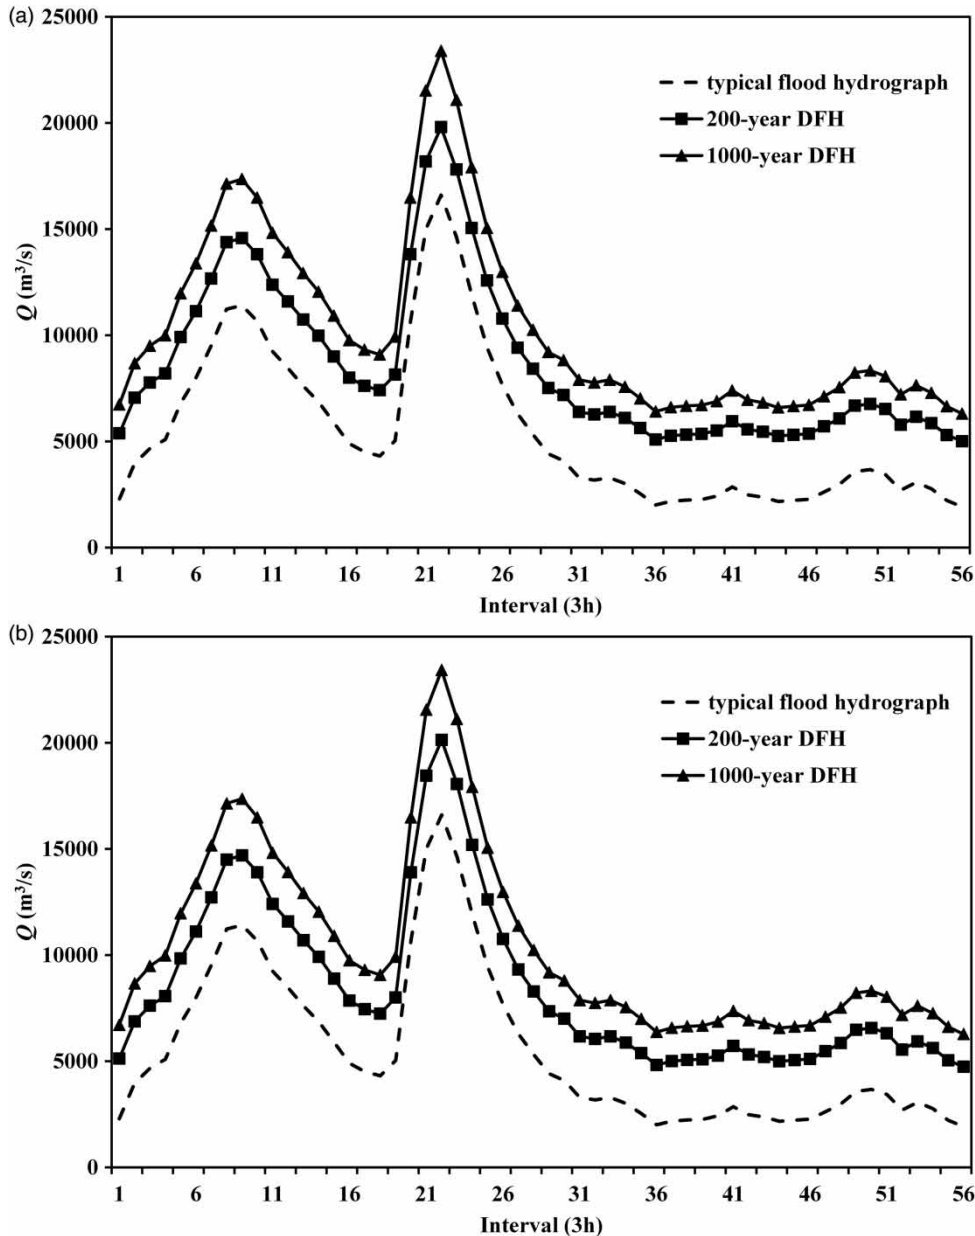 (a)
25000
20000
15000
10000
5000
0
Q (m³/s)
typical flood hydrograph
200-year DFH
1000-year DFH
1 6 11 16 21 26 31 36 41 46 51 56
Interval (3h)
(b)
25000
20000
15000
10000
5000
0
Q (m³/s)
typical flood hydrograph
200-year DFH
1000-year DFH
1 6 11 16 21 26 31 36 41 46 51 56
Interval (3h)